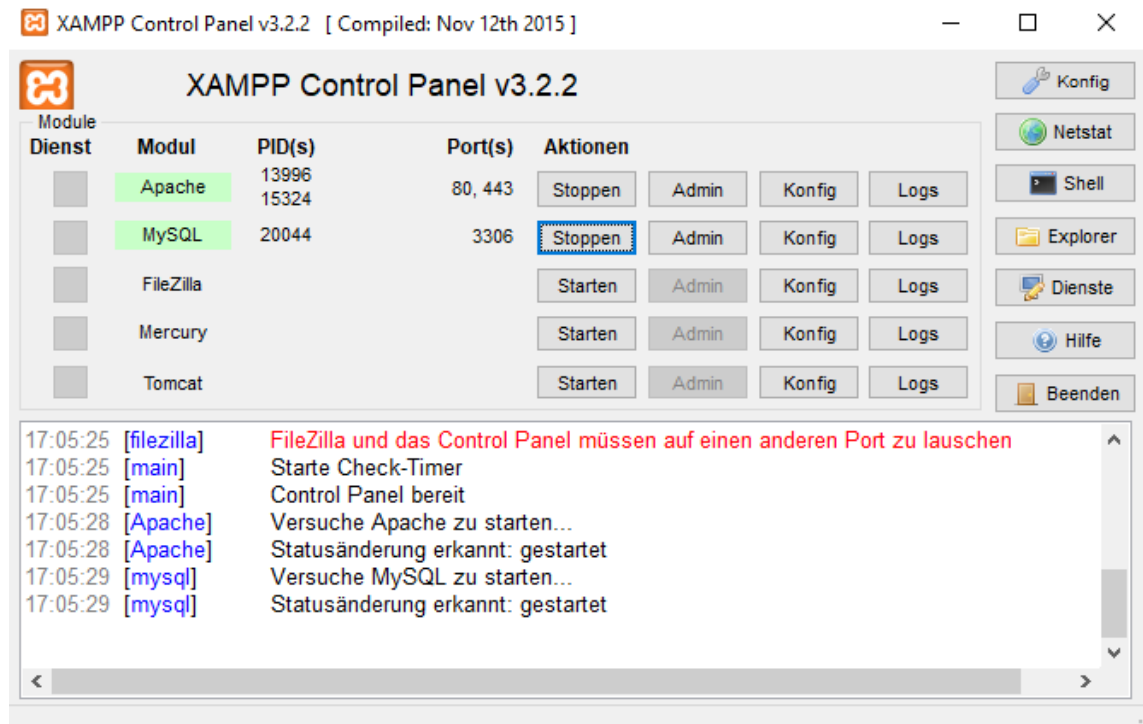 XAMPP Control Panel v3.2.2 [ Compiled: Nov 12th 2015 ]
XAMPP Control Panel v3.2.2
Konfig
Module
Dienst Modul PID(s) Port(s) Aktionen
Netstat
Apache 13996 15324 80, 443 Stoppen Admin Konfig Logs
Shell
MySQL 20044 3306 Stoppen Admin Konfig Logs
Explorer
FileZilla Starten Admin Konfig Logs
Dienste
Mercury Starten Admin Konfig Logs
Hilfe
Tomcat Starten Admin Konfig Logs
Beenden
17:05:25 [filezilla] FileZilla und das Control Panel müssen auf einen anderen Port zu lauschen
17:05:25 [main] Starte Check-Timer
17:05:25 [main] Control Panel bereit
17:05:28 [Apache] Versuche Apache zu starten...
17:05:28 [Apache] Statusänderung erkannt: gestartet
17:05:29 [mysql] Versuche MySQL zu starten...
17:05:29 [mysql] Statusänderung erkannt: gestartet